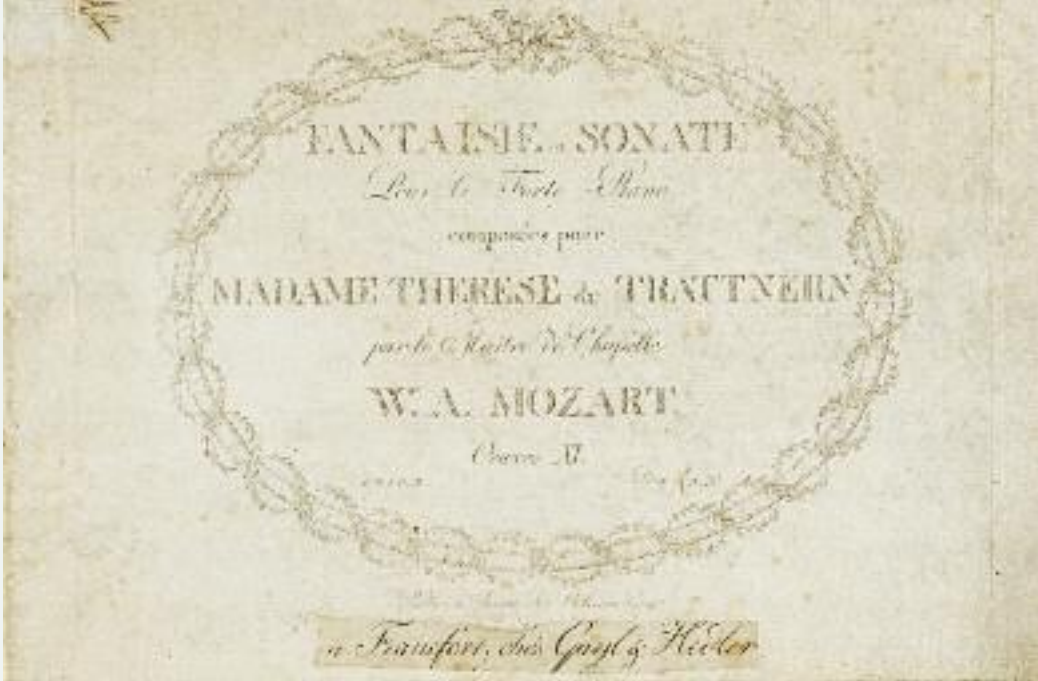 FANTAISIE et SONATE
Pour le Forte-Piano
composées pour
MADAME THERESE de TRATTNERN
par le Maitre de Chapelle
W. A. MOZART.
Oeuvre XI.
a Francfort, chés Gayl & Hedler